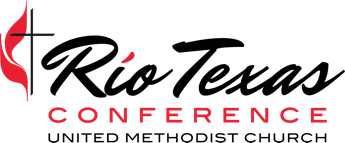 Río Texas
CONFERENCE
UNITED METHODIST CHURCH